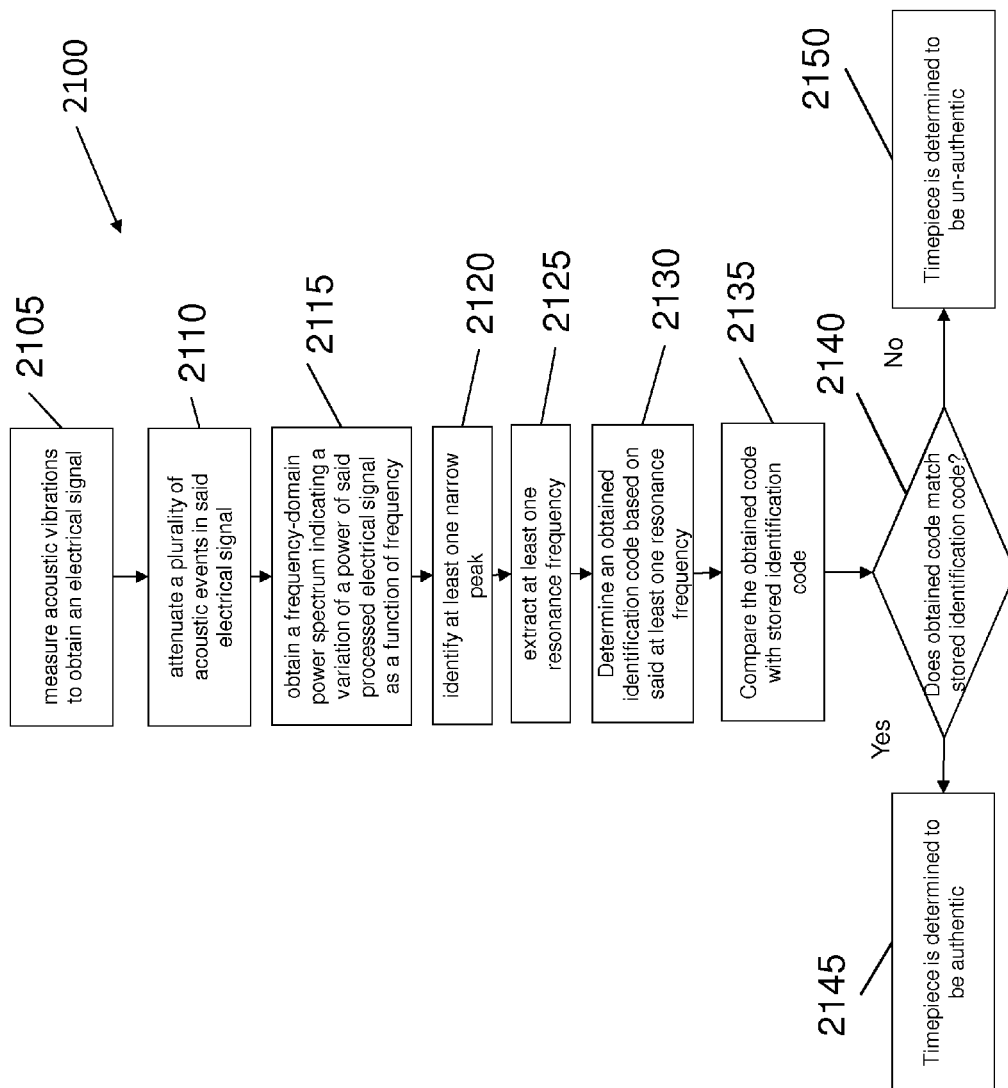 2100
measure acoustic vibrations
to obtain an electrical signal
2105
attenuate a plurality of
acoustic events in said
electrical signal
2110
obtain a frequency-domain
power spectrum indicating a
variation of a power of said
processed electrical signal
as a function of frequency
2115
identify at least one narrow
peak
2120
extract at least one
resonance frequency
2125
Determine an obtained
identification code based on
said at least one resonance
frequency
2130
Compare the obtained code
with stored identification
code
2135
Does obtained code match
stored identification code?
2140
Yes
No
Timepiece is determined to
be authentic
2145
Timepiece is determined to
be un-authentic
2150